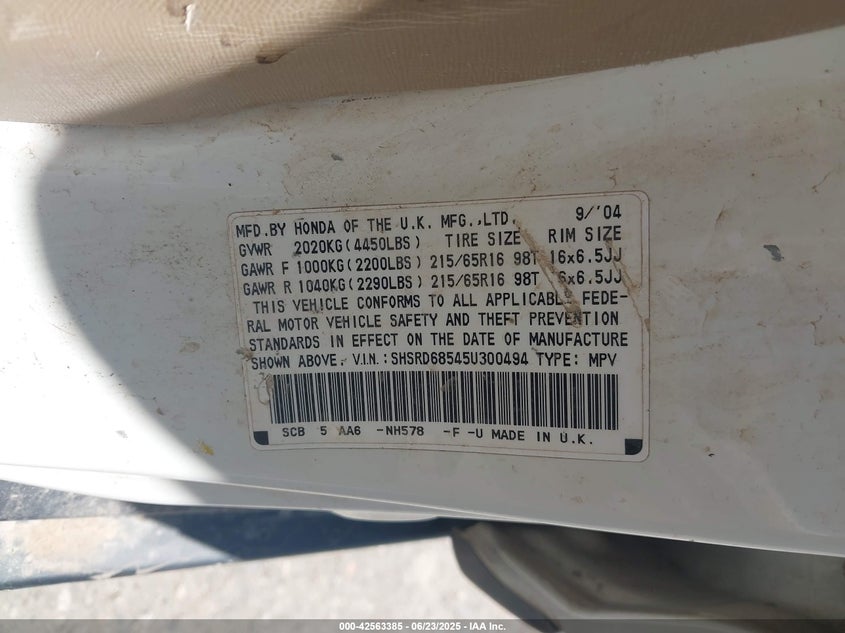 MFD.BY HONDA OF THE U.K. MFG.,LTD. 9/'04
GVWR 2020KG(4450LBS) TIRE SIZE RIM SIZE
GAWR F 1000KG(2200LBS) 215/65R16 98T 16x6.5JJ
GAWR R 1040KG(2290LBS) 215/65R16 98T 16x6.5JJ
THIS VEHICLE CONFORMS TO ALL APPLICABLE FEDE-
RAL MOTOR VEHICLE SAFETY AND THEFT PREVENTION
STANDARDS IN EFFECT ON THE DATE OF MANUFACTURE
SHOWN ABOVE. V.I.N.:SHSRD68545U300494 TYPE: MPV
SCB 5 AA6 -NH578 -F -U MADE IN U.K.
000-42563385 - 06/23/2025 - IAA Inc.